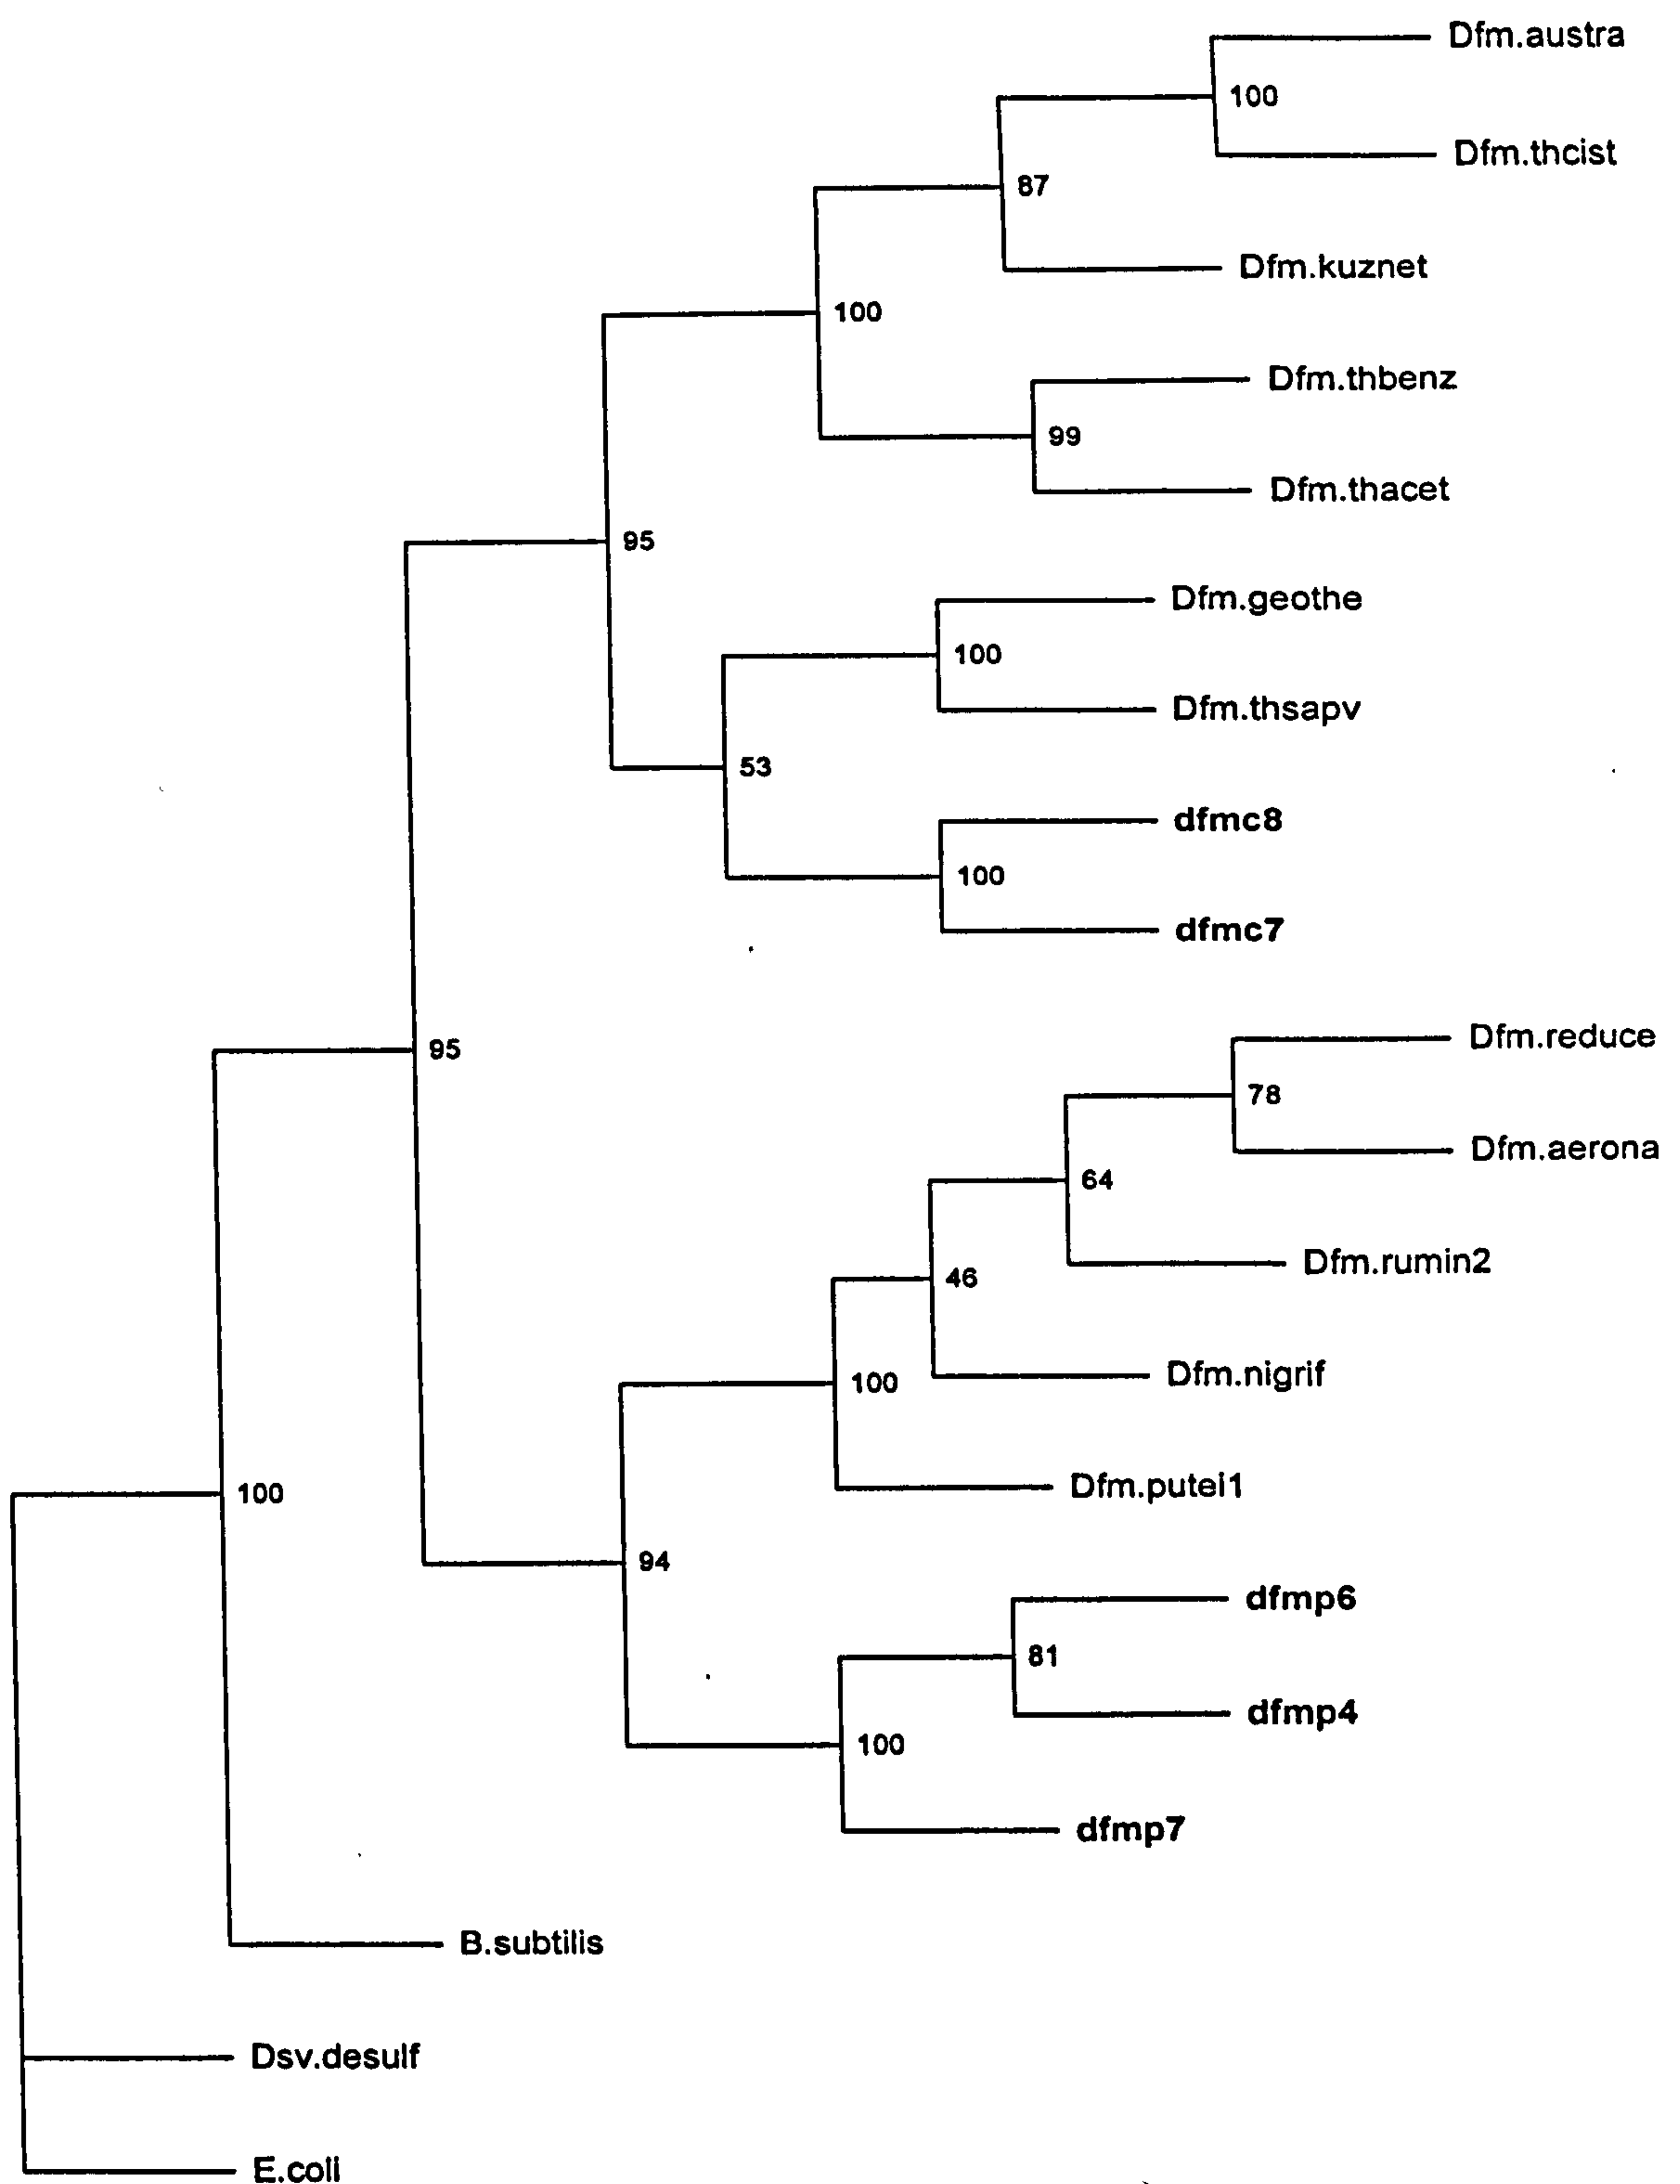 Dfm.austra
100
Dfm.thcist
87
Dfm.kuznet
100
Dfm.thbenz
99
Dfm.thacet
95
Dfm.geothe
100
Dfm.thsapv
53
dfmc8
100
dfmc7
Dfm.reduce
95
78
Dfm.aerona
64
Dfm.rumin2
46
Dfm.nigrif
100
Dfm.putei1
100
94
dfmp6
81
dfmp4
100
dfmp7
B.subtilis
Dsv.desulf
E.coli